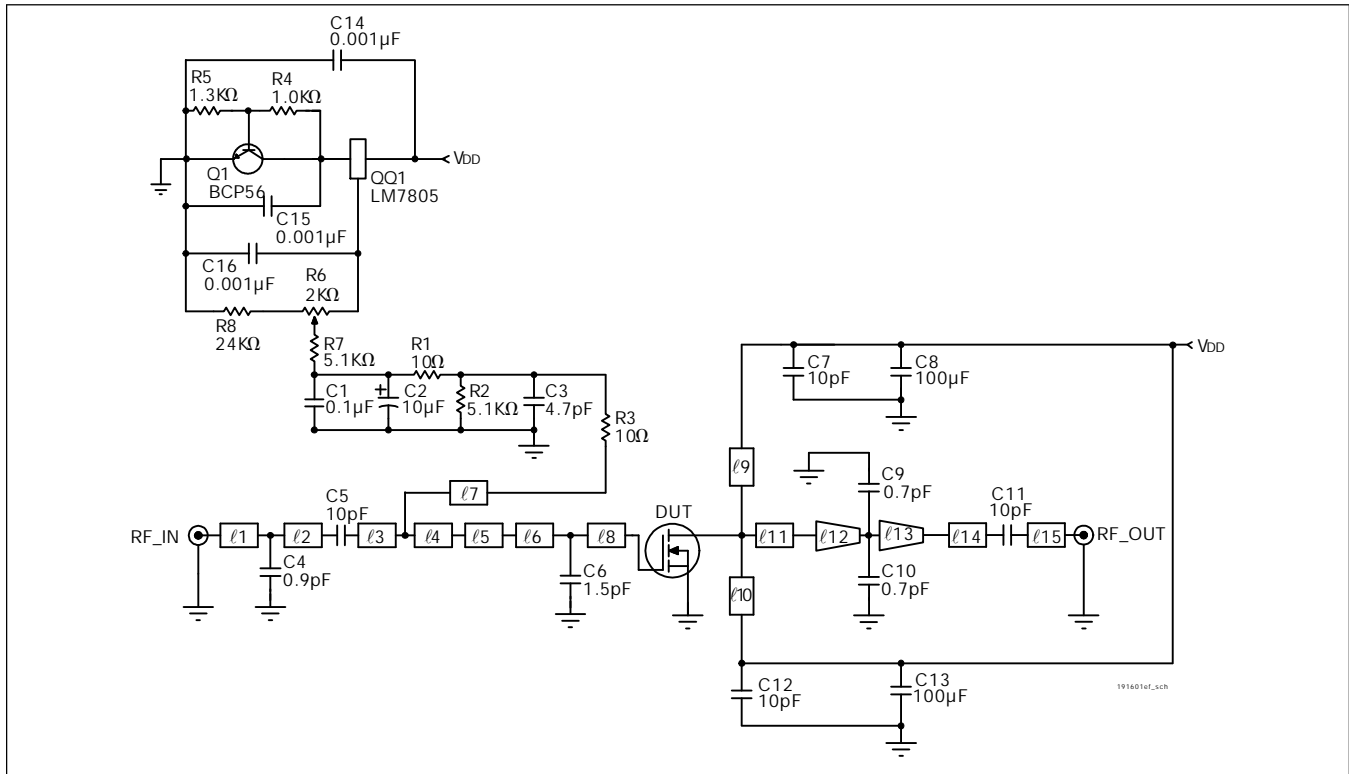 C14
0.001µF
R5
1.3KΩ
R4
1.0KΩ
VDD
Q1
BCP56
QQ1
LM7805
C15
0.001µF
C16
0.001µF
R6
2KΩ
R8
24KΩ
R7
5.1KΩ
R1
10Ω
C1
0.1µF
+
C2
10µF
R2
5.1KΩ
C3
4.7pF
R3
10Ω
VDD
C7
10pF
C8
100µF
ℓ9
ℓ7
C9
0.7pF
RF_IN
ℓ1
ℓ2
C5
10pF
ℓ3
ℓ4
ℓ5
ℓ6
ℓ8
DUT
ℓ11
ℓ12
ℓ13
ℓ14
C11
10pF
ℓ15
RF_OUT
C4
0.9pF
C6
1.5pF
ℓ10
C10
0.7pF
C12
10pF
C13
100µF
191601ef_sch